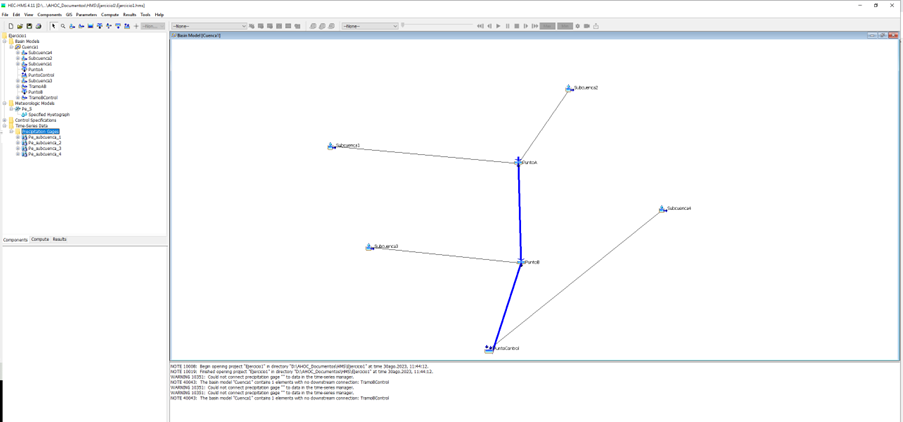 HEC-HMS 4.11 [D:\...\AHOC_Documentos\HMS\Ejercicio1\Ejercicio1.hms]
File Edit View Components GIS Parameters Compute Results Tools Help
--None-- --None--
Ejercicio1
Basin Models
Cuenca1
Subcuenca4
Subcuenca2
Subcuenca1
PuntoA
PuntoControl
Subcuenca3
TramoAB
PuntoB
TramoBControl
Meteorologic Models
Pe_5
Specified Hyetograph
Control Specifications
Time-Series Data
Precipitation Gages
Pe_subcuenca_1
Pe_subcuenca_2
Pe_subcuenca_3
Pe_subcuenca_4
Components Compute Results
Basin Model [Cuenca1]
Subcuenca2
Subcuenca1
PuntoA
Subcuenca4
Subcuenca3
PuntoB
PuntoControl
NOTE 10008: Begin opening project "Ejercicio1" in directory "D:\AHOC_Documentos\HMS\Ejercicio1" at time 30ago.2023, 11:44:12.
NOTE 10019: Finished opening project "Ejercicio1" in directory "D:\AHOC_Documentos\HMS\Ejercicio1" at time 30ago.2023, 11:44:12.
WARNING 10351: Could not connect precipitation gage "" to data in the time-series manager.
NOTE 40043: The basin model "Cuenca1" contains 1 elements with no downstream connection: TramoBControl
WARNING 10351: Could not connect precipitation gage "" to data in the time-series manager.
WARNING 10351: Could not connect precipitation gage "" to data in the time-series manager.
NOTE 40043: The basin model "Cuenca1" contains 1 elements with no downstream connection: TramoBControl